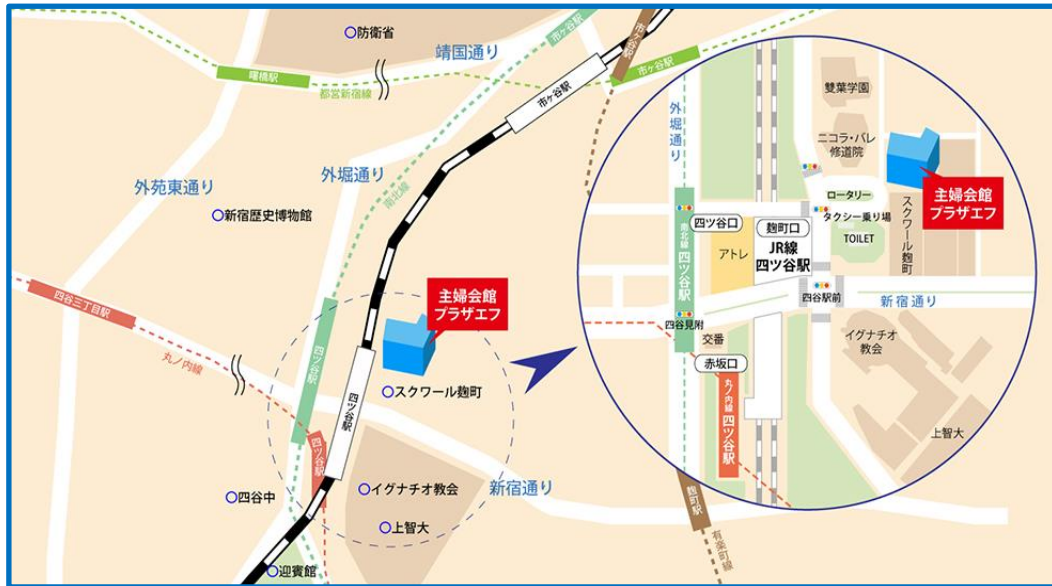 防衛省
靖国通り
市ヶ谷駅
市ヶ谷駅
市ヶ谷駅
市ヶ谷駅
曙橋駅
都営新宿線
外苑東通り
外堀通り
南北線
新宿歴史博物館
四谷三丁目駅
丸ノ内線
四ツ谷駅
四ツ谷駅
四ツ谷駅
主婦会館
プラザエフ
スクワール麹町
四谷中
イグナチオ教会
上智大
新宿通り
迎賓館
麹町駅
有楽町線
外堀通り
雙葉学園
ニコラ・バレ
修道院
主婦会館
プラザエフ
ロータリー
タクシー乗り場
TOILET
スクワール麹町
四ツ谷口
麹町口
アトレ
JR線
四ツ谷駅
南北線 四ツ谷駅
四谷駅前
新宿通り
四谷見附
交番
赤坂口
丸ノ内線 四ツ谷駅
イグナチオ
教会
上智大